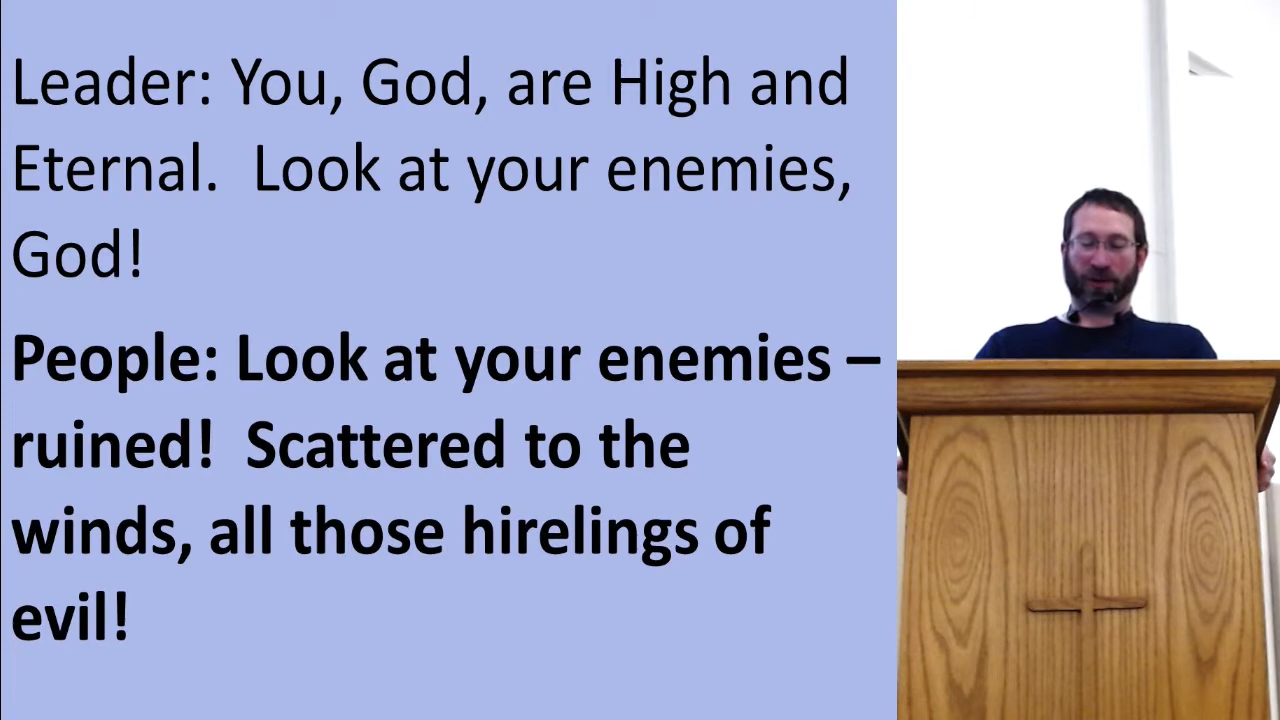 Leader: You, God, are High and
Eternal.  Look at your enemies,
God!
People: Look at your enemies –
ruined!  Scattered to the
winds, all those hirelings of
evil!